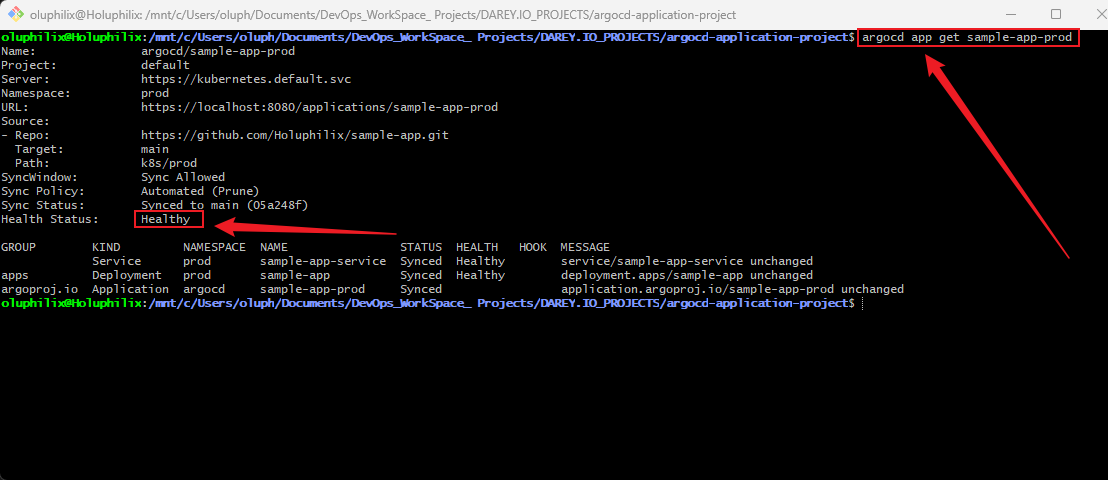 oluphilix@Holuphilix: /mnt/c/Users/oluph/Documents/DevOps_WorkSpace_ Projects/DAREY.IO_PROJECTS/argocd-application-project
oluphilix@Holuphilix:/mnt/c/Users/oluph/Documents/DevOps_WorkSpace_ Projects/DAREY.IO_PROJECTS/argocd-application-project$ argocd app get sample-app-prod
Name:               argocd/sample-app-prod
Project:            default
Server:             https://kubernetes.default.svc
Namespace:          prod
URL:                https://localhost:8080/applications/sample-app-prod
Source:
- Repo:             https://github.com/Holuphilix/sample-app.git
  Target:           main
  Path:             k8s/prod
SyncWindow:         Sync Allowed
Sync Policy:        Automated (Prune)
Sync Status:        Synced to main (05a248f)
Health Status:      Healthy
GROUP        KIND         NAMESPACE  NAME                STATUS  HEALTH   HOOK  MESSAGE
             Service      prod       sample-app-service  Synced  Healthy        service/sample-app-service unchanged
apps         Deployment   prod       sample-app          Synced  Healthy        deployment.apps/sample-app unchanged
argoproj.io  Application  argocd     sample-app-prod     Synced                 application.argoproj.io/sample-app-prod unchanged
oluphilix@Holuphilix:/mnt/c/Users/oluph/Documents/DevOps_WorkSpace_ Projects/DAREY.IO_PROJECTS/argocd-application-project$